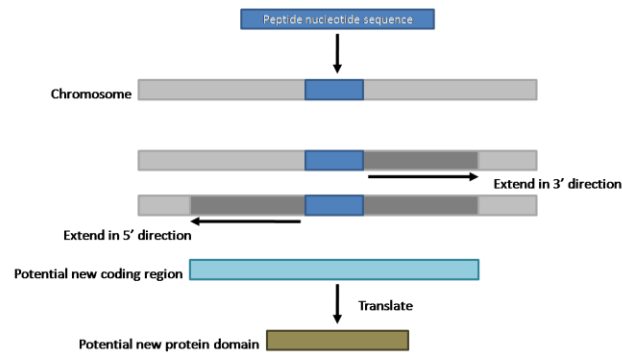 Peptide nucleotide sequence
Chromosome
Extend in 3' direction
Extend in 5' direction
Potential new coding region
Translate
Potential new protein domain